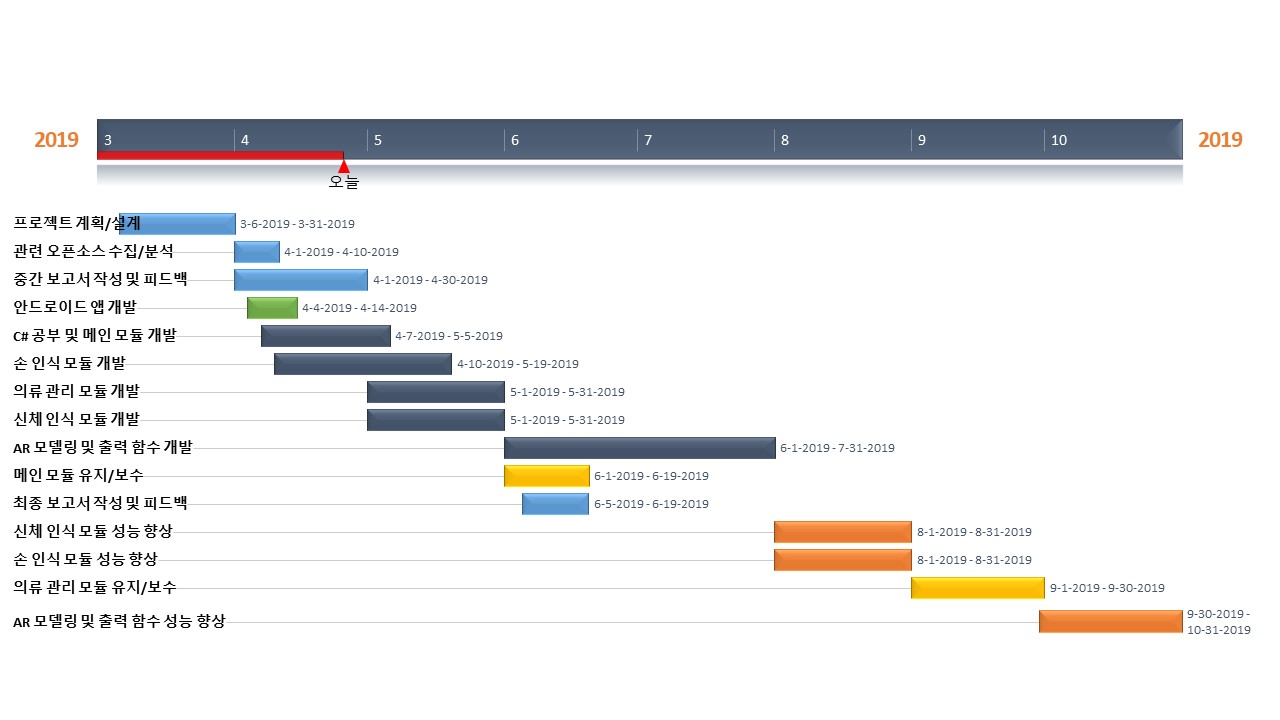 2019 3 4 5 6 7 8 9 10 2019
오늘
프로젝트 계획/설계 3-6-2019 - 3-31-2019
관련 오픈소스 수집/분석 4-1-2019 - 4-10-2019
중간 보고서 작성 및 피드백 4-1-2019 - 4-30-2019
안드로이드 앱 개발 4-4-2019 - 4-14-2019
C# 공부 및 메인 모듈 개발 4-7-2019 - 5-5-2019
손 인식 모듈 개발 4-10-2019 - 5-19-2019
의류 관리 모듈 개발 5-1-2019 - 5-31-2019
신체 인식 모듈 개발 5-1-2019 - 5-31-2019
AR 모델링 및 출력 함수 개발 6-1-2019 - 7-31-2019
메인 모듈 유지/보수 6-1-2019 - 6-19-2019
최종 보고서 작성 및 피드백 6-5-2019 - 6-19-2019
신체 인식 모듈 성능 향상 8-1-2019 - 8-31-2019
손 인식 모듈 성능 향상 8-1-2019 - 8-31-2019
의류 관리 모듈 유지/보수 9-1-2019 - 9-30-2019
AR 모델링 및 출력 함수 성능 향상 9-30-2019 -
10-31-2019